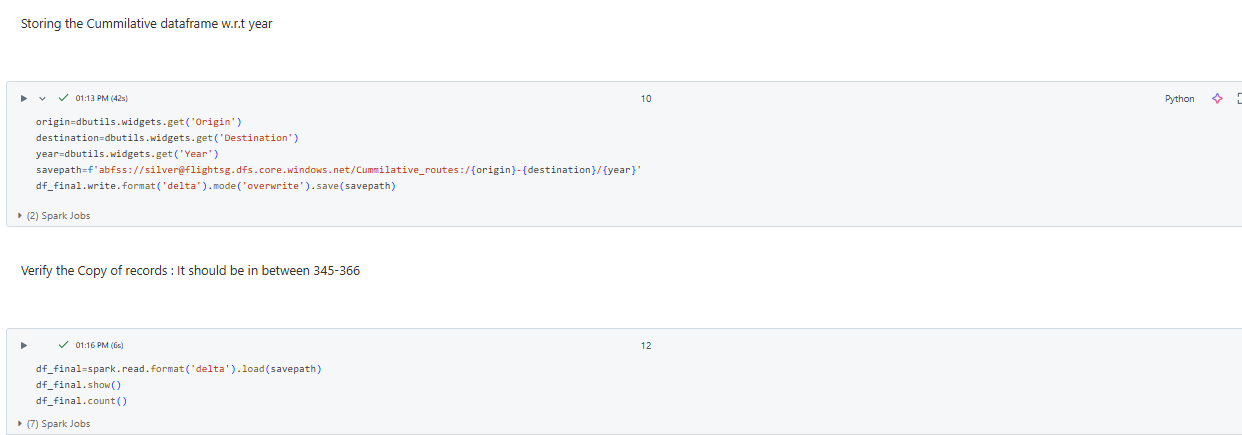 Storing the Cummilative dataframe w.r.t year
01:13 PM (42s)
10
Python
origin=dbutils.widgets.get('Origin')
destination=dbutils.widgets.get('Destination')
year=dbutils.widgets.get('Year')
savepath=f'abfss://silver@flightsg.dfs.core.windows.net/Cummilative_routes:/{origin}-{destination}/{year}'
df_final.write.format('delta').mode('overwrite').save(savepath)
(2) Spark Jobs
Verify the Copy of records : It should be in between 345-366
01:16 PM (6s)
12
df_final=spark.read.format('delta').load(savepath)
df_final.show()
df_final.count()
(7) Spark Jobs